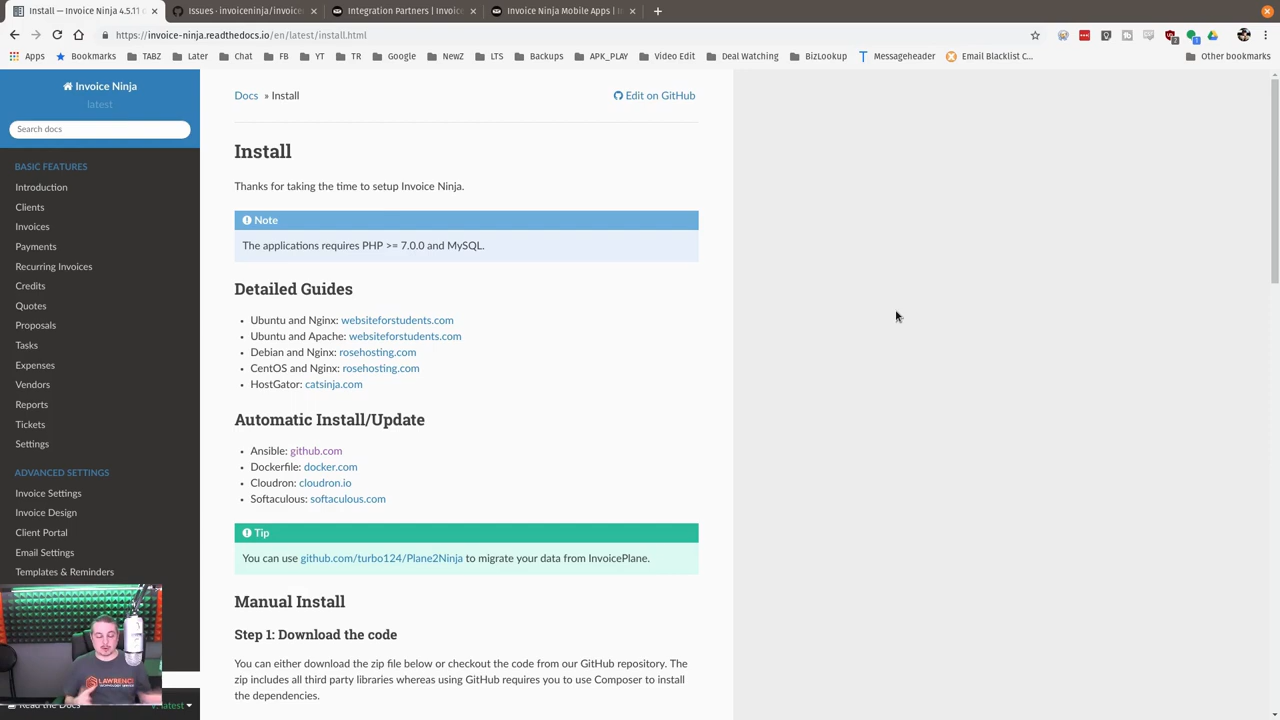 Install — Invoice Ninja 4.5.11
Issues · invoiceninja/invoice
Integration Partners | Invoice
Invoice Ninja Mobile Apps | In
https://invoice-ninja.readthedocs.io/en/latest/install.html
Apps
Bookmarks
TABZ
Later
Chat
FB
YT
TR
Google
NewZ
LTS
Backups
APK_PLAY
Video Edit
Deal Watching
BizLookup
Messageheader
Email Blacklist C...
Other bookmarks
Invoice Ninja
latest
Search docs
BASIC FEATURES
Introduction
Clients
Invoices
Payments
Recurring Invoices
Credits
Quotes
Proposals
Tasks
Expenses
Vendors
Reports
Tickets
Settings
ADVANCED SETTINGS
Invoice Settings
Invoice Design
Client Portal
Email Settings
Templates & Reminders
LAWRENCE
Read the Docs
v: latest
Docs » Install
Edit on GitHub
Install
Thanks for taking the time to setup Invoice Ninja.
Note
The applications requires PHP >= 7.0.0 and MySQL.
Detailed Guides
• Ubuntu and Nginx: websiteforstudents.com
• Ubuntu and Apache: websiteforstudents.com
• Debian and Nginx: rosehosting.com
• CentOS and Nginx: rosehosting.com
• HostGator: catsinja.com
Automatic Install/Update
• Ansible: github.com
• Dockerfile: docker.com
• Cloudron: cloudron.io
• Softaculous: softaculous.com
Tip
You can use github.com/turbo124/Plane2Ninja to migrate your data from InvoicePlane.
Manual Install
Step 1: Download the code
You can either download the zip file below or checkout the code from our GitHub repository. The
zip includes all third party libraries whereas using GitHub requires you to use Composer to install
the dependencies.